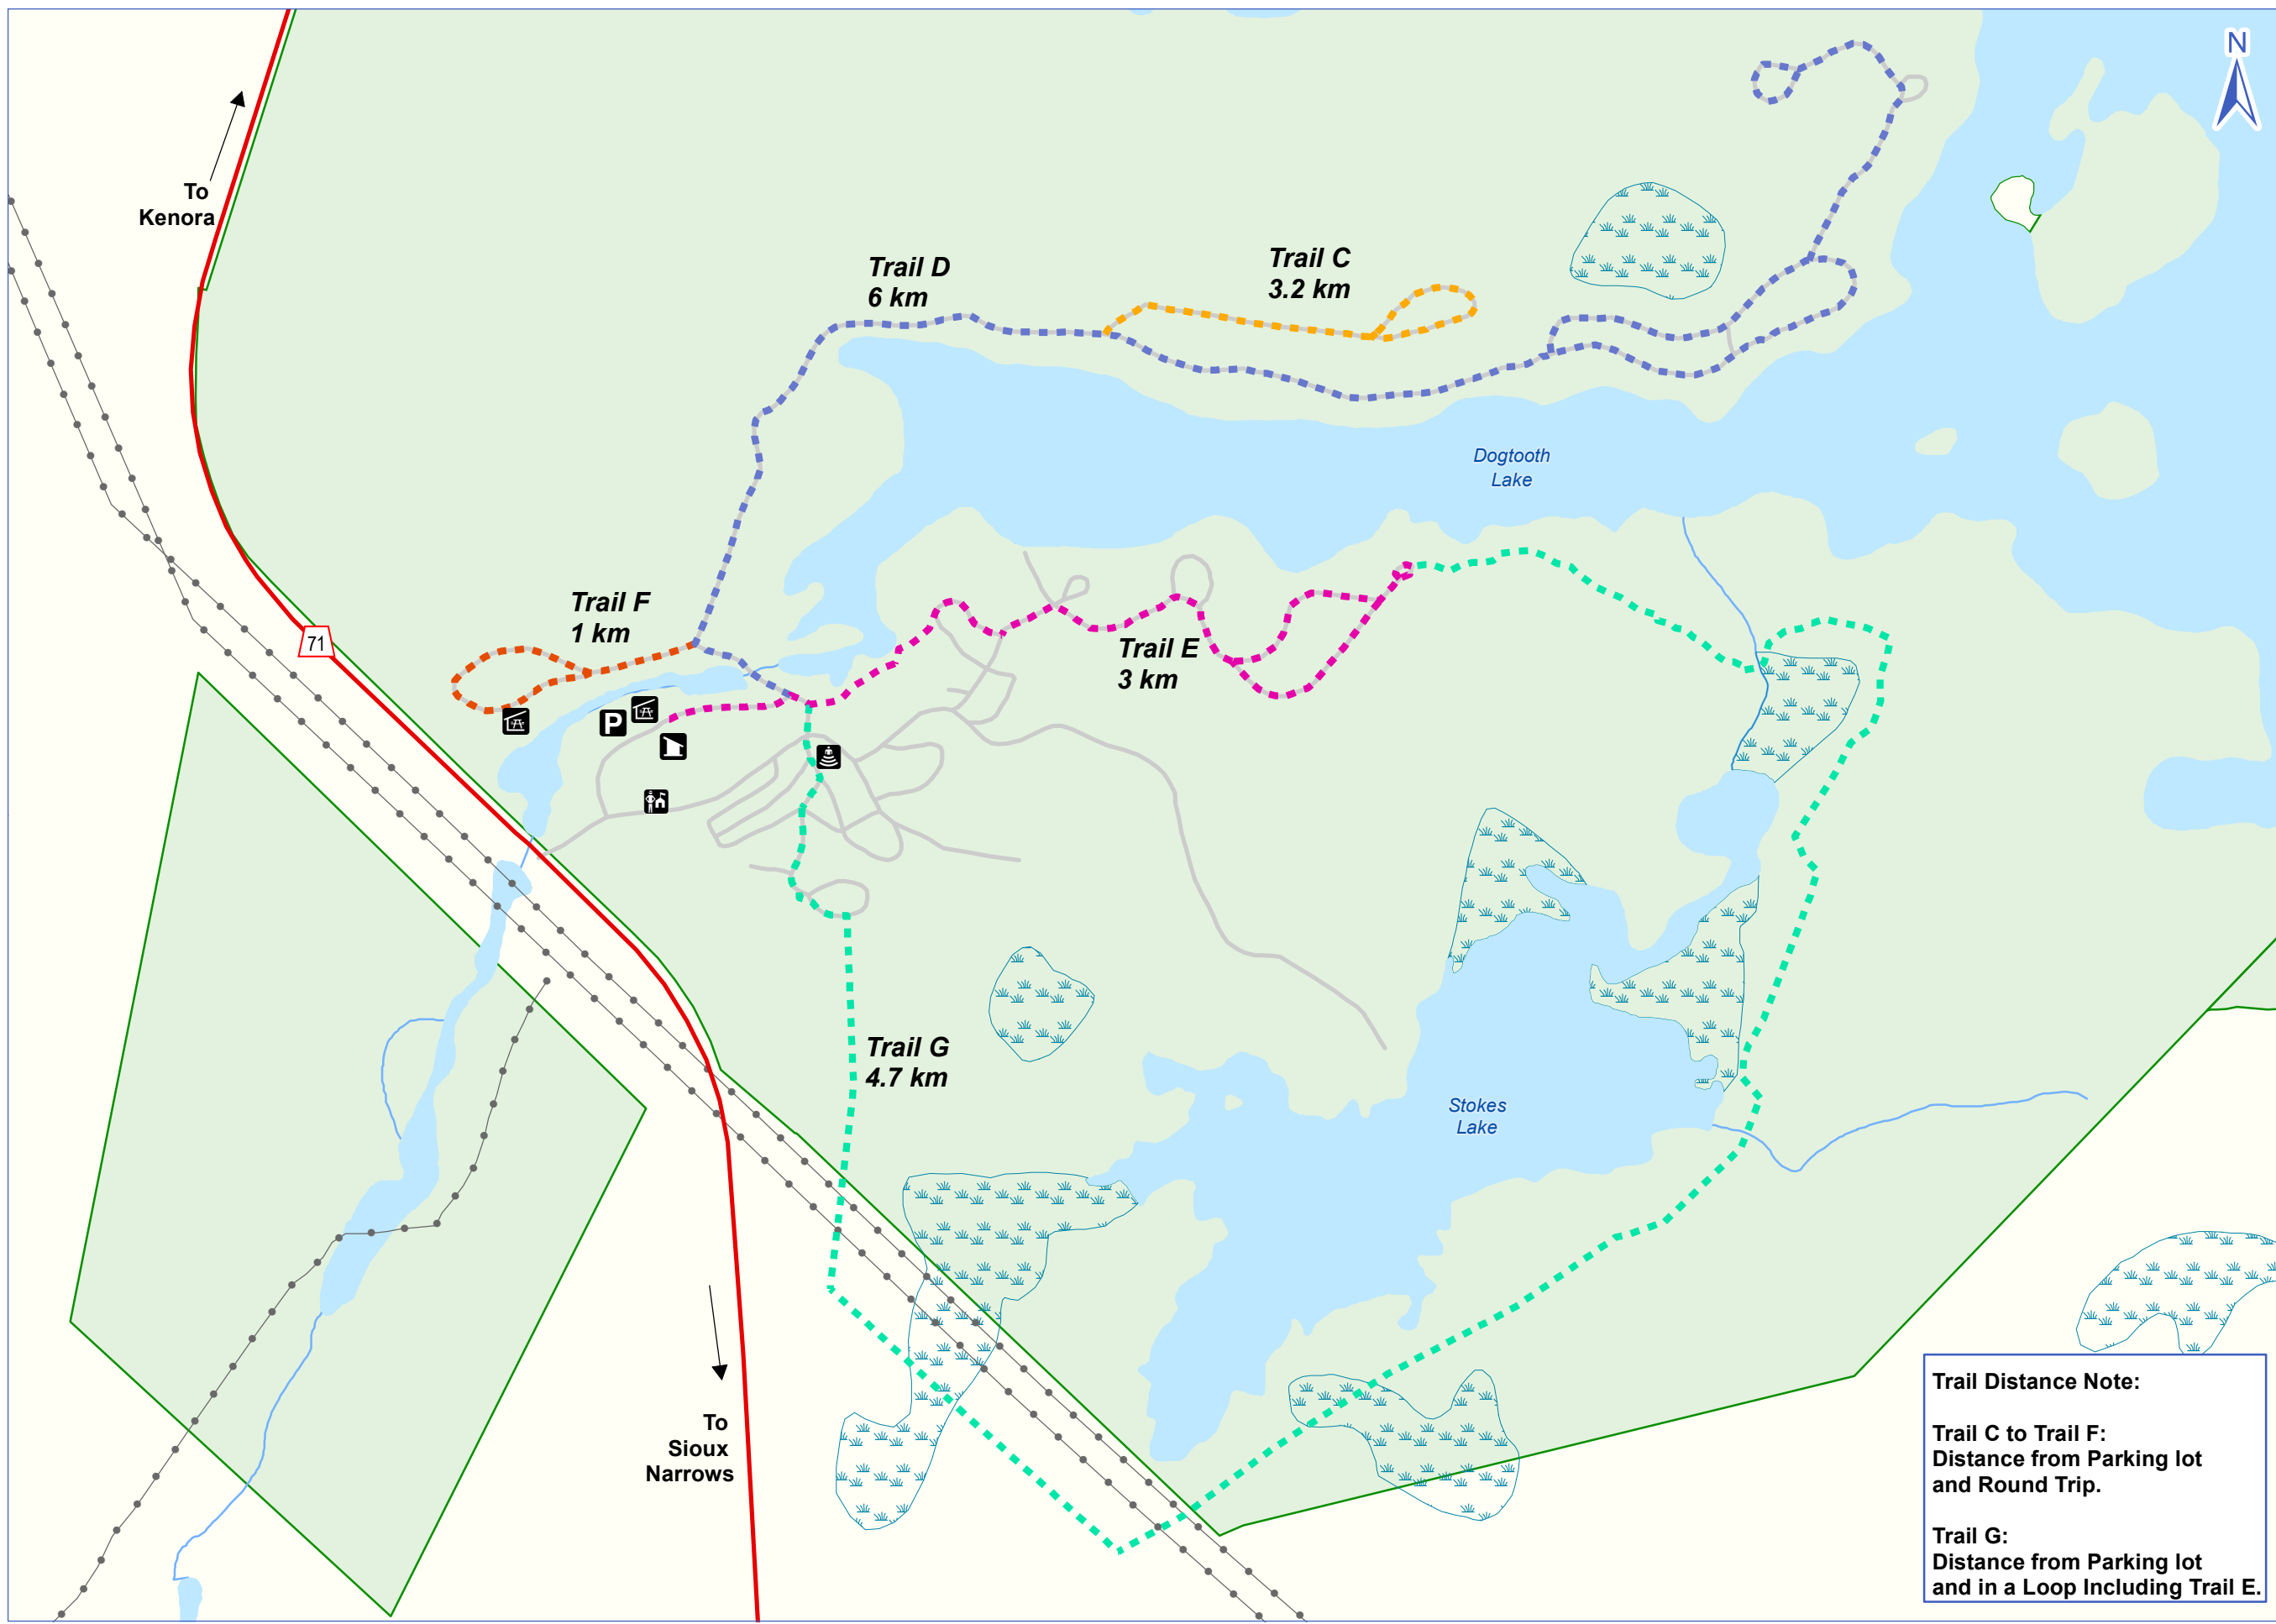 N
To
Kenora
Trail D
6 km
Trail C
3.2 km
Dogtooth
Lake
Trail F
1 km
71
Trail E
3 km
P
Trail G
4.7 km
Stokes
Lake
To
Sioux
Narrows
Trail Distance Note:
Trail C to Trail F:
Distance from Parking lot
and Round Trip.
Trail G:
Distance from Parking lot
and in a Loop Including Trail E.